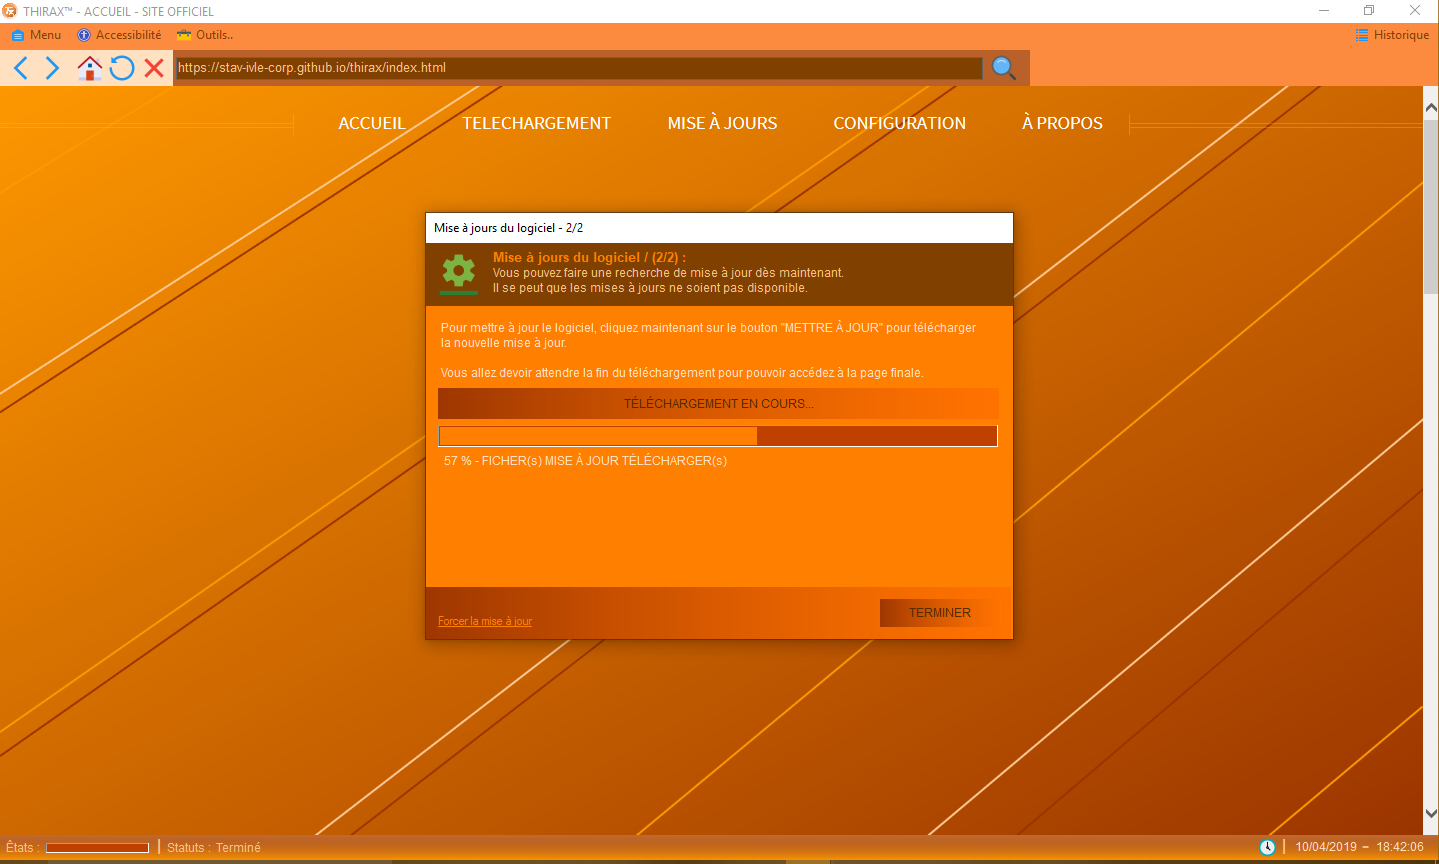 THIRAX™ - ACCUEIL - SITE OFFICIEL
Menu Accessibilité Outils.. Historique
https://stav-ivle-corp.github.io/thirax/index.html
ACCUEIL TELECHARGEMENT MISE À JOURS CONFIGURATION À PROPOS
Mise à jours du logiciel - 2/2
Mise à jours du logiciel / (2/2) :
Vous pouvez faire une recherche de mise à jour dès maintenant.
Il se peut que les mises à jours ne soient pas disponible.
Pour mettre à jour le logiciel, cliquez maintenant sur le bouton "METTRE À JOUR" pour télécharger
la nouvelle mise à jour.
Vous allez devoir attendre la fin du téléchargement pour pouvoir accédez à la page finale.
TÉLÉCHARGEMENT EN COURS...
57 % - FICHER(s) MISE À JOUR TÉLÉCHARGER(s)
Forcer la mise à jour
TERMINER
Êtats : Statuts : Terminé 10/04/2019 – 18:42:06